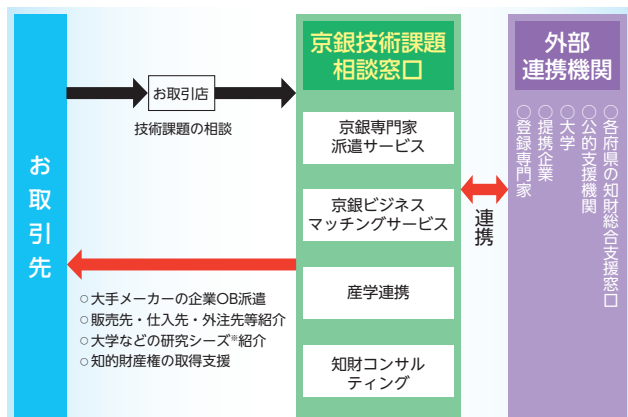 お取引先
お取引店
技術課題の相談
○大手メーカーの企業OB派遣
○販売先・仕入先・外注先等紹介
○大学などの研究シーズ※紹介
○知的財産権の取得支援
京銀技術課題
相談窓口
京銀専門家
派遣サービス
京銀ビジネス
マッチングサービス
産学連携
知財コンサル
ティング
連携
外部
連携機関
○各府県の知財総合支援窓口
○公的支援機関
○大学
○提携企業
○登録専門家